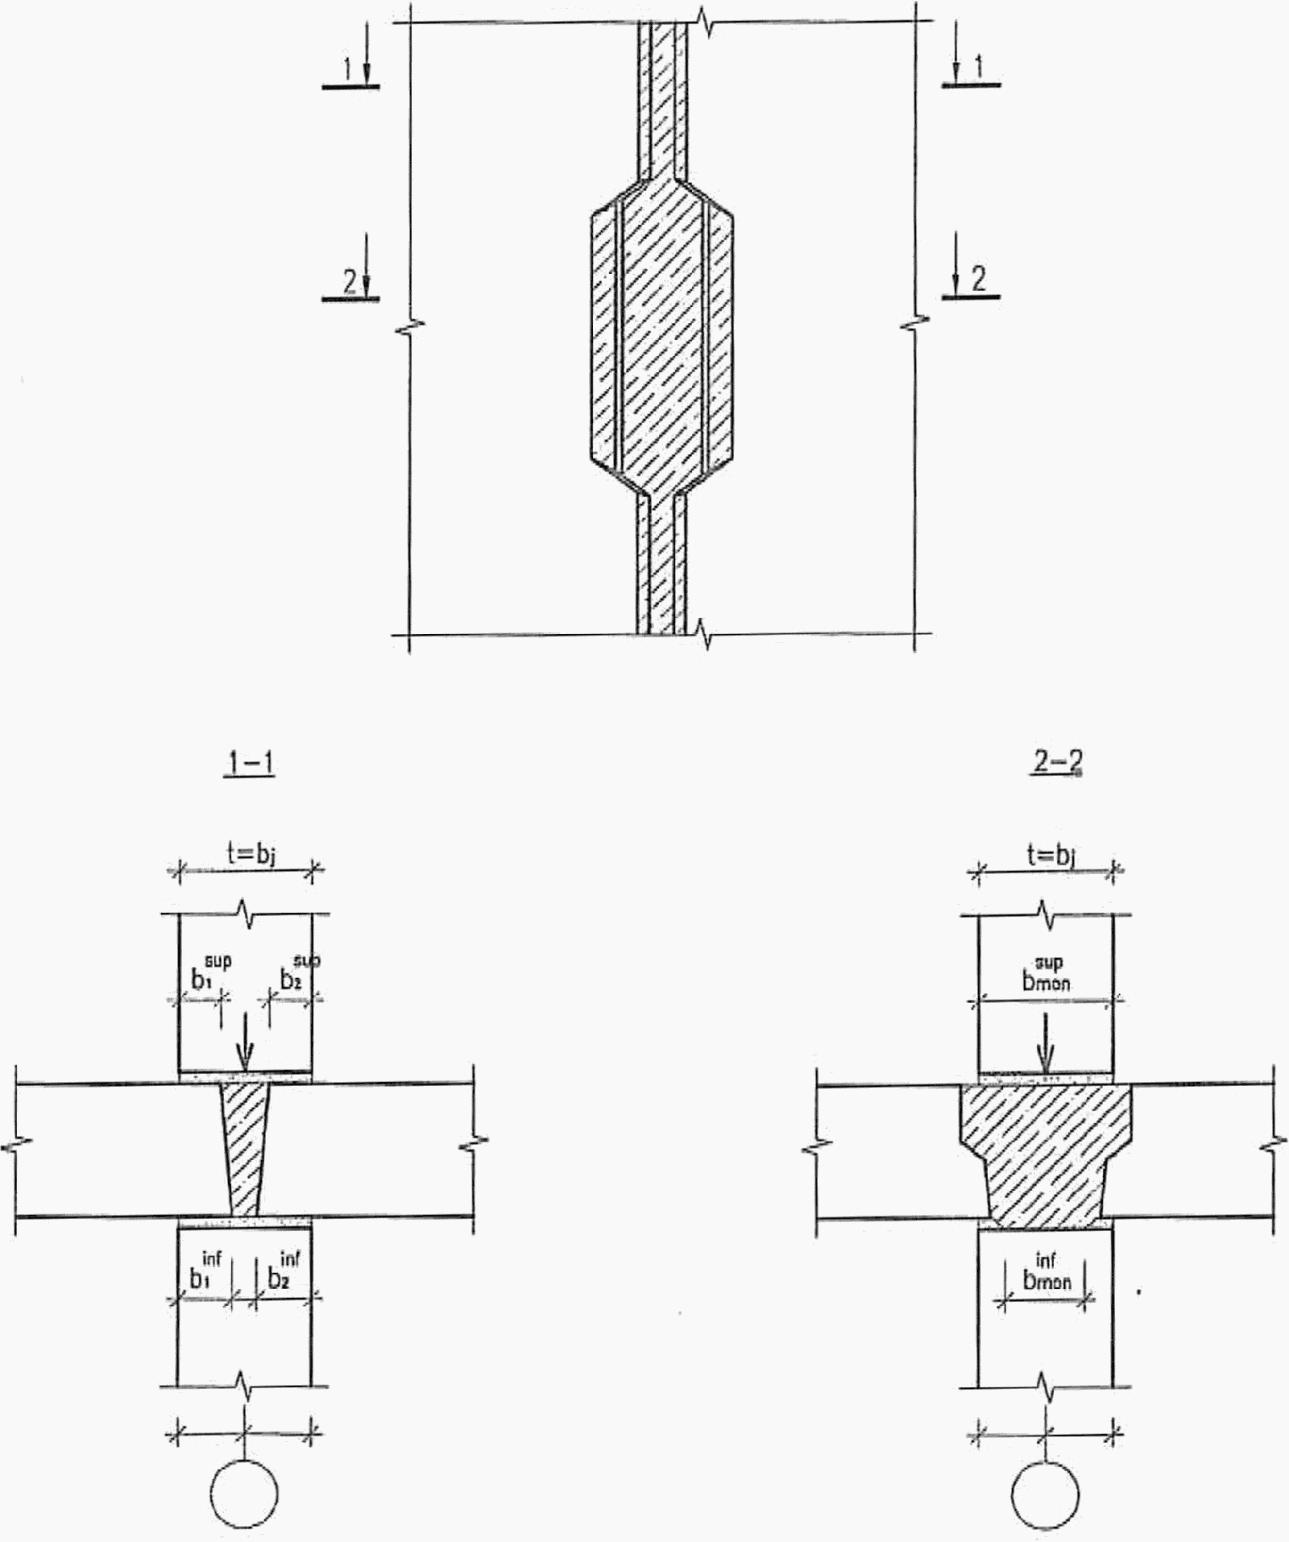 1 1
2 2
1-1 2-2
t=bj t=bj
b₁ˢᵘᵖ b₂ˢᵘᵖ bₘₒₙˢᵘᵖ
b₁ⁱⁿᶠ b₂ⁱⁿᶠ bₘₒₙⁱⁿᶠ